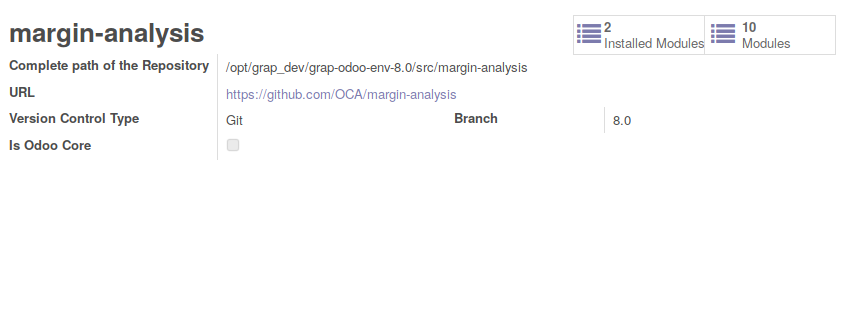 margin-analysis
2
Installed Modules
10
Modules
Complete path of the Repository /opt/grap_dev/grap-odoo-env-8.0/src/margin-analysis
URL https://github.com/OCA/margin-analysis
Version Control Type Git Branch 8.0
Is Odoo Core